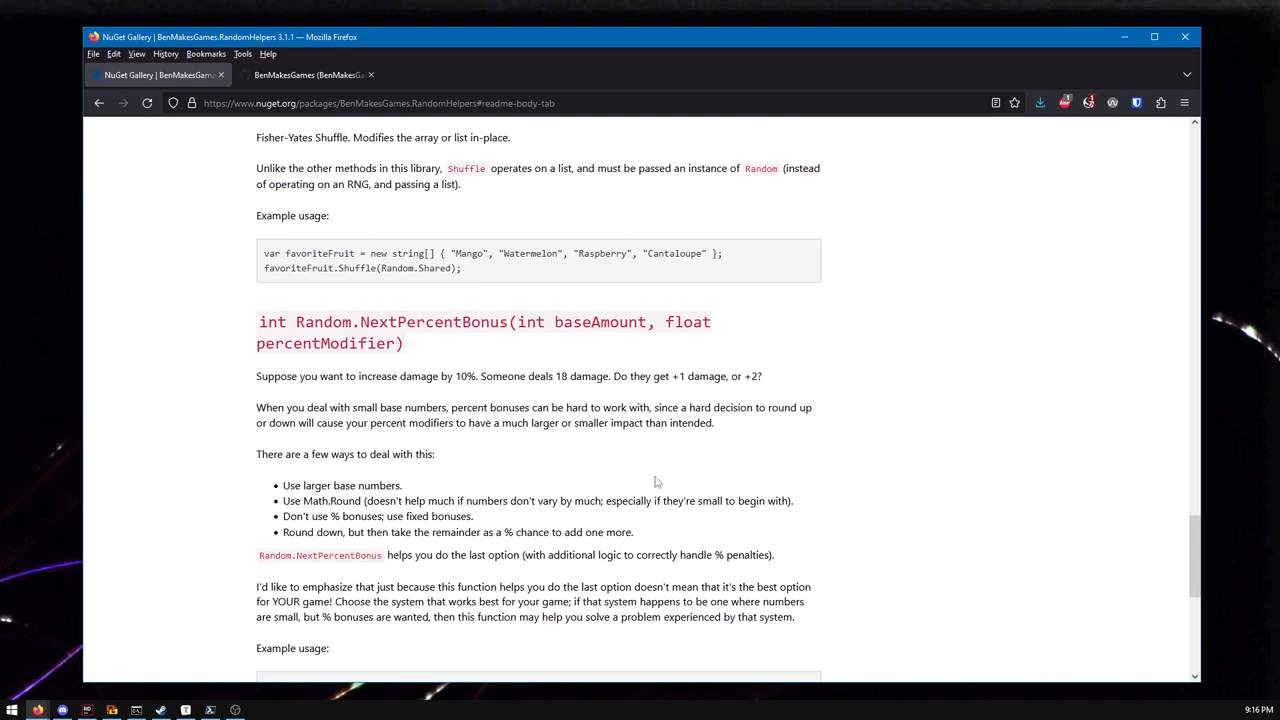 NuGet Gallery | BenMakesGames.RandomHelpers 3.1.1 — Mozilla Firefox
File Edit View History Bookmarks Tools Help
NuGet Gallery | BenMakesGame
BenMakesGames (BenMakesGa
https://www.nuget.org/packages/BenMakesGames.RandomHelpers#readme-body-tab
Fisher-Yates Shuffle. Modifies the array or list in-place.
Unlike the other methods in this library, Shuffle operates on a list, and must be passed an instance of Random (instead
of operating on an RNG, and passing a list).
Example usage:
var favoriteFruit = new string[] { "Mango", "Watermelon", "Raspberry", "Cantaloupe" };
favoriteFruit.Shuffle(Random.Shared);
int Random.NextPercentBonus(int baseAmount, float
percentModifier)
Suppose you want to increase damage by 10%. Someone deals 18 damage. Do they get +1 damage, or +2?
When you deal with small base numbers, percent bonuses can be hard to work with, since a hard decision to round up
or down will cause your percent modifiers to have a much larger or smaller impact than intended.
There are a few ways to deal with this:
• Use larger base numbers.
• Use Math.Round (doesn't help much if numbers don't vary by much; especially if they're small to begin with).
• Don't use % bonuses; use fixed bonuses.
• Round down, but then take the remainder as a % chance to add one more.
Random.NextPercentBonus helps you do the last option (with additional logic to correctly handle % penalties).
I'd like to emphasize that just because this function helps you do the last option doesn't mean that it's the best option
for YOUR game! Choose the system that works best for your game; if that system happens to be one where numbers
are small, but % bonuses are wanted, then this function may help you solve a problem experienced by that system.
Example usage:
9:16 PM